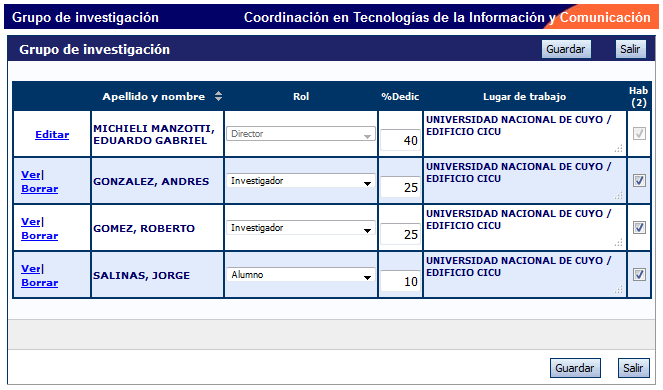 Grupo de investigación Coordinación en Tecnologías de la Información y Comunicación
Grupo de investigación Guardar Salir
Apellido y nombre Rol %Dedic Lugar de trabajo Hab
(2)
Editar MICHIELI MANZOTTI,
EDUARDO GABRIEL Director 40 UNIVERSIDAD NACIONAL DE CUYO /
EDIFICIO CICU
Ver|
Borrar GONZALEZ, ANDRES Investigador 25 UNIVERSIDAD NACIONAL DE CUYO /
EDIFICIO CICU
Ver|
Borrar GOMEZ, ROBERTO Investigador 25 UNIVERSIDAD NACIONAL DE CUYO /
EDIFICIO CICU
Ver|
Borrar SALINAS, JORGE Alumno 10 UNIVERSIDAD NACIONAL DE CUYO /
EDIFICIO CICU
Guardar Salir